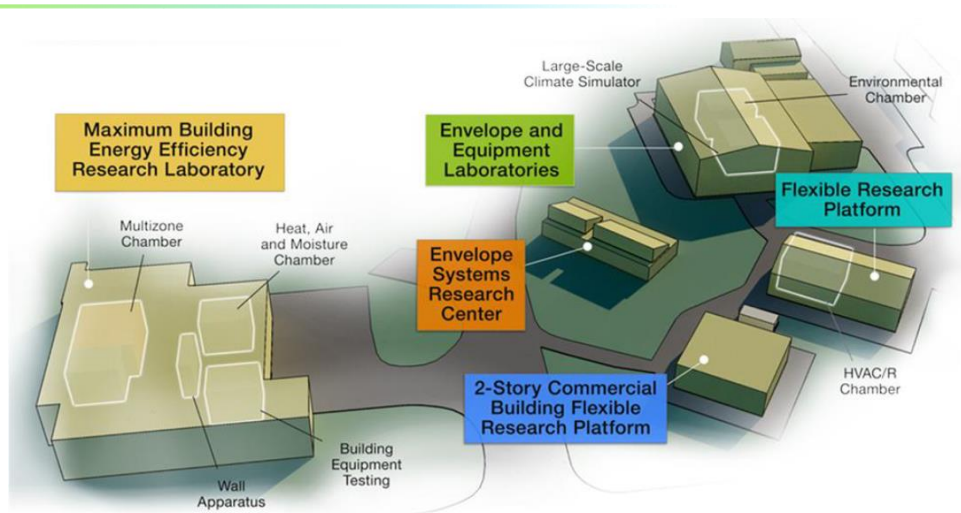 Maximum Building
Energy Efficiency
Research Laboratory
Multizone
Chamber
Heat, Air
and Moisture
Chamber
Wall
Apparatus
Building
Equipment
Testing
Large-Scale
Climate Simulator
Environmental
Chamber
Envelope and
Equipment
Laboratories
Flexible Research
Platform
Envelope
Systems
Research
Center
2-Story Commercial
Building Flexible
Research Platform
HVAC/R
Chamber